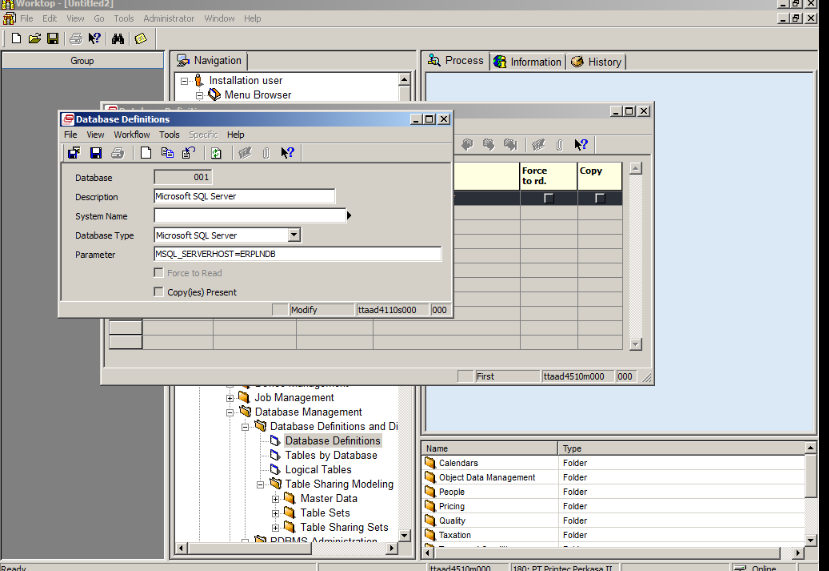 Worktop - [Untitled2]
File Edit View Go Tools Administrator Window Help
Group
Navigation
Process Information History
Installation user
Menu Browser
Database Definitions
File View Workflow Tools Specific Help
Database 001
Description Microsoft SQL Server
System Name
Database Type Microsoft SQL Server
Parameter MSQL_SERVERHOST=ERPLNDB
Force to Read
Copy(ies) Present
Modify ttaad4110s000 000
Force to rd. Copy
First ttaad4510m000 000
Job Management
Database Management
Database Definitions and Di
Database Definitions
Tables by Database
Logical Tables
Table Sharing Modeling
Master Data
Table Sets
Table Sharing Sets
RDBMS Administration
Name Type
Calendars Folder
Object Data Management Folder
People Folder
Pricing Folder
Quality Folder
Taxation Folder
Ready ttaad4510m000 180: PT Printec Perkasa II Online